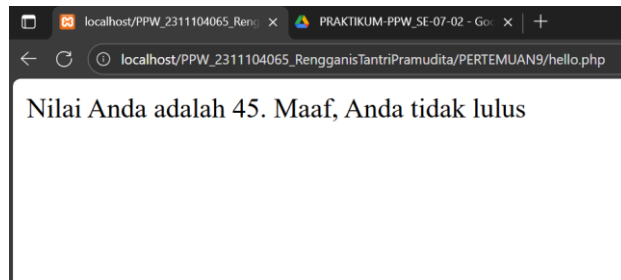 localhost/PPW_2311104065_Reng
PRAKTIKUM-PPW_SE-07-02 - Goo
localhost/PPW_2311104065_RengganisTantriPramudita/PERTEMUAN9/hello.php
Nilai Anda adalah 45. Maaf, Anda tidak lulus